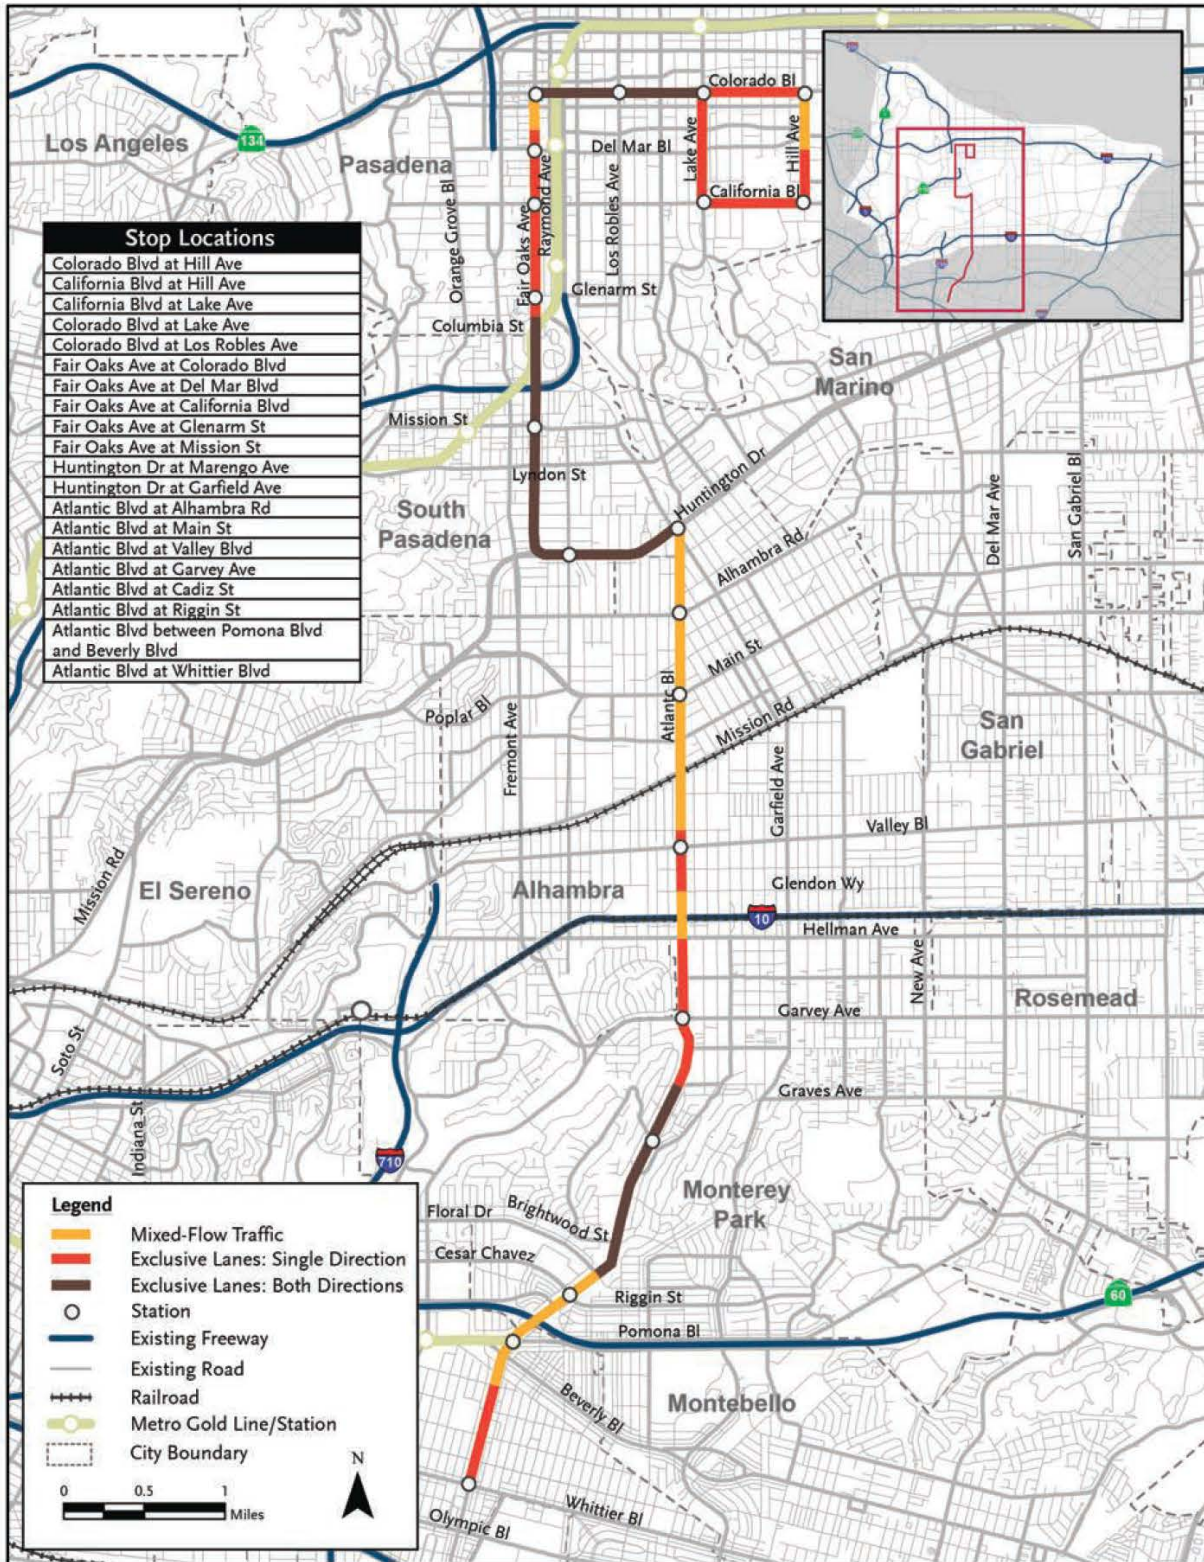 Los Angeles
134
Pasadena
Colorado Bl
Del Mar Bl
Lake Ave
Hill Ave
California Bl
Orange Grove Bl
Fair Oaks Ave
Raymond Ave
Los Robles Ave
Glenarm St
Columbia St
Stop Locations
Colorado Blvd at Hill Ave
California Blvd at Hill Ave
California Blvd at Lake Ave
Colorado Blvd at Lake Ave
Colorado Blvd at Los Robles Ave
Fair Oaks Ave at Colorado Blvd
Fair Oaks Ave at Del Mar Blvd
Fair Oaks Ave at California Blvd
Fair Oaks Ave at Glenarm St
Fair Oaks Ave at Mission St
Huntington Dr at Marengo Ave
Huntington Dr at Garfield Ave
Atlantic Blvd at Alhambra Rd
Atlantic Blvd at Main St
Atlantic Blvd at Valley Blvd
Atlantic Blvd at Garvey Ave
Atlantic Blvd at Cadiz St
Atlantic Blvd at Riggin St
Atlantic Blvd between Pomona Blvd
and Beverly Blvd
Atlantic Blvd at Whittier Blvd
San
Marino
Mission St
Lyndon St
South
Pasadena
Huntington Dr
Alhambra Rd
Del Mar Ave
San Gabriel Bl
Main St
Atlantc Bl
Mission Rd
Poplar Bl
Fremont Ave
San
Gabriel
Garfield Ave
Valley Bl
Mission Rd
El Sereno
Alhambra
Glendon Wy
10
Hellman Ave
New Ave
Rosemead
Garvey Ave
Soto St
Graves Ave
Indiana St
710
Monterey
Park
Floral Dr
Brightwood St
Cesar Chavez
Riggin St
60
Pomona Bl
Montebello
Beverly Bl
Whittier Bl
Olympic Bl
Legend
Mixed-Flow Traffic
Exclusive Lanes: Single Direction
Exclusive Lanes: Both Directions
Station
Existing Freeway
Existing Road
Railroad
Metro Gold Line/Station
City Boundary
N
0 0.5 1
Miles